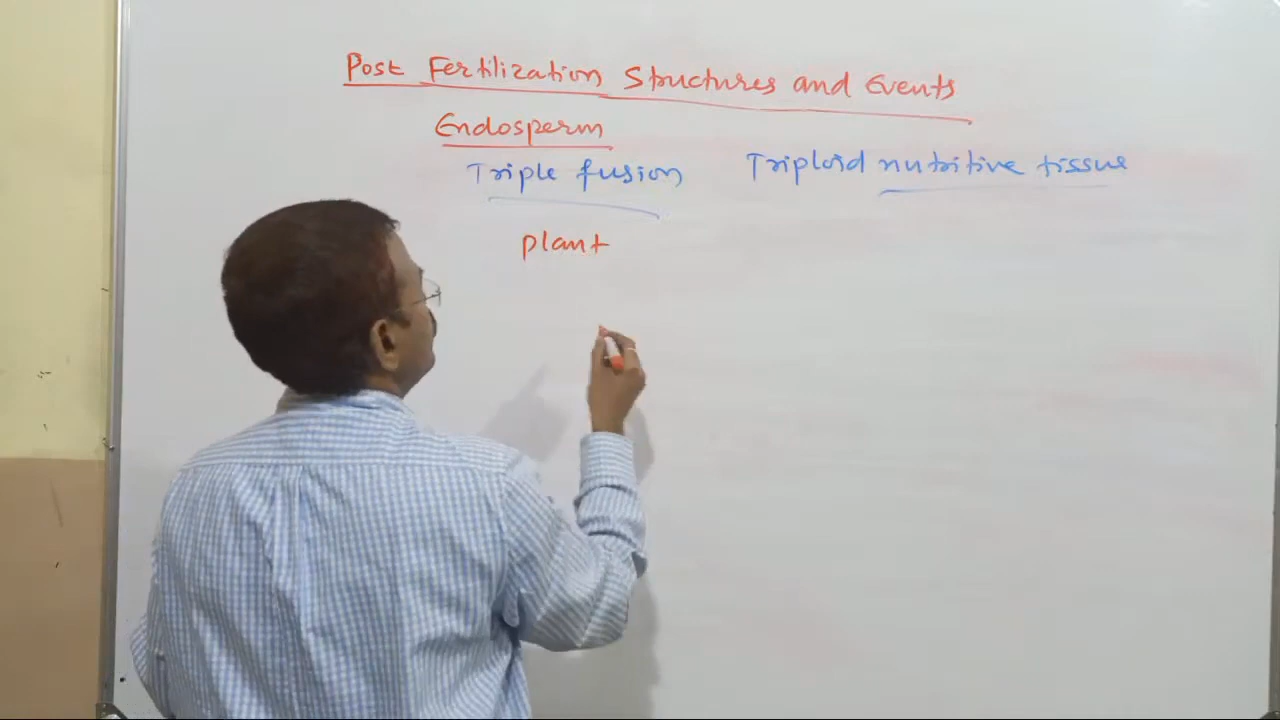 Post Fertilization Structures and Events
Endosperm
Triple fusion Triploid nutritive tissue
plant